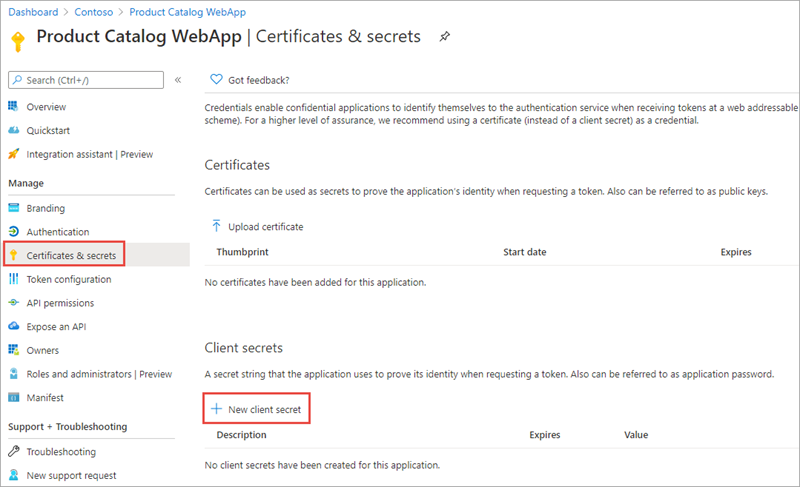 Dashboard > Contoso > Product Catalog WebApp
Product Catalog WebApp | Certificates & secrets
Search (Ctrl+/)
«
Overview
Quickstart
Integration assistant | Preview
Manage
Branding
Authentication
Certificates & secrets
Token configuration
API permissions
Expose an API
Owners
Roles and administrators | Preview
Manifest
Support + Troubleshooting
Troubleshooting
New support request
Got feedback?
Credentials enable confidential applications to identify themselves to the authentication service when receiving tokens at a web addressable
scheme). For a higher level of assurance, we recommend using a certificate (instead of a client secret) as a credential.
Certificates
Certificates can be used as secrets to prove the application's identity when requesting a token. Also can be referred to as public keys.
Upload certificate
Thumbprint Start date Expires
No certificates have been added for this application.
Client secrets
A secret string that the application uses to prove its identity when requesting a token. Also can be referred to as application password.
+ New client secret
Description Expires Value
No client secrets have been created for this application.